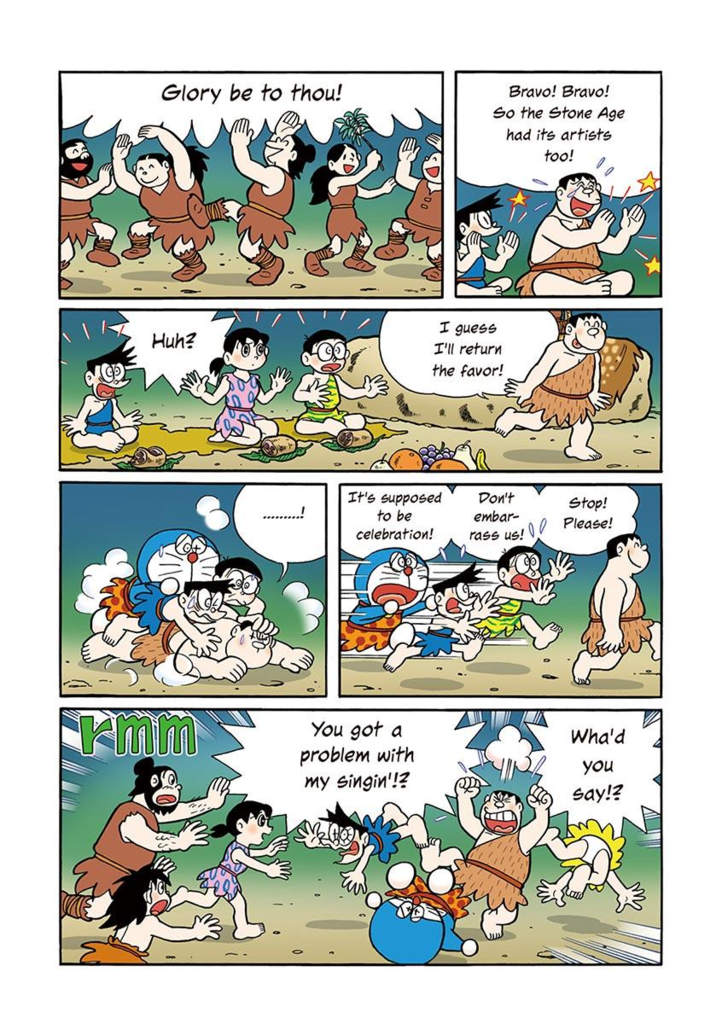 Bravo! Bravo!
So the Stone Age
had its artists
too!
Glory be to thou!
I guess
I'll return
the favor!
Huh?
Stop!
Please!
Don't
embar-
rass us!
It's supposed
to be
celebration!
..........!
Wha'd
you
say!?
You got a
problem with
my singin'!?
rmm